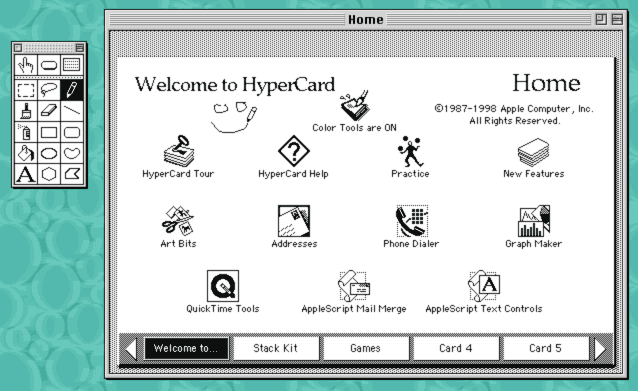 Home
Welcome to HyperCard
Home
©1987-1998 Apple Computer, Inc.
All Rights Reserved.
Color Tools are ON
HyperCard Tour
HyperCard Help
Practice
New Features
Art Bits
Addresses
Phone Dialer
Graph Maker
QuickTime Tools
AppleScript Mail Merge
AppleScript Text Controls
Welcome to...
Stack Kit
Games
Card 4
Card 5
A
A